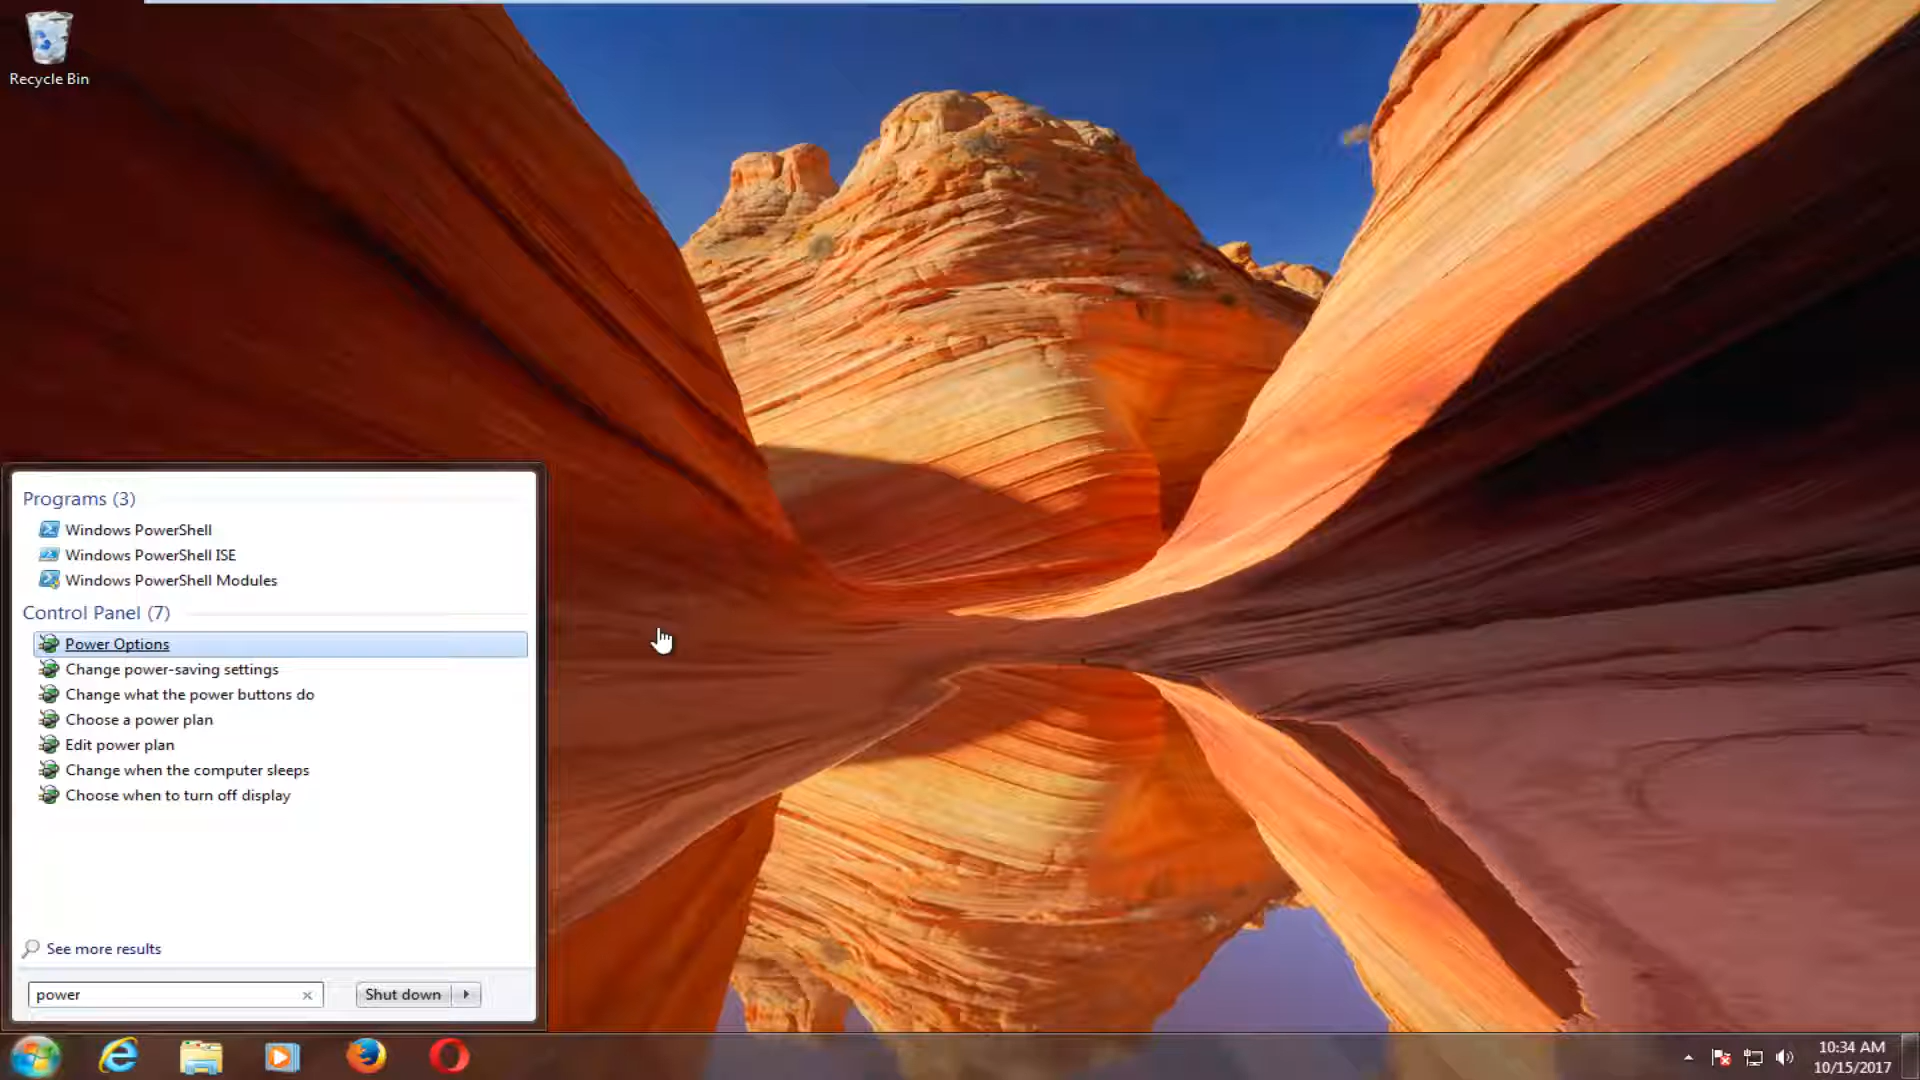 Recycle Bin
Programs (3)
Windows PowerShell
Windows PowerShell ISE
Windows PowerShell Modules
Control Panel (7)
Power Options
Change power-saving settings
Change what the power buttons do
Choose a power plan
Edit power plan
Change when the computer sleeps
Choose when to turn off display
See more results
power
Shut down
10:34 AM
10/15/2017